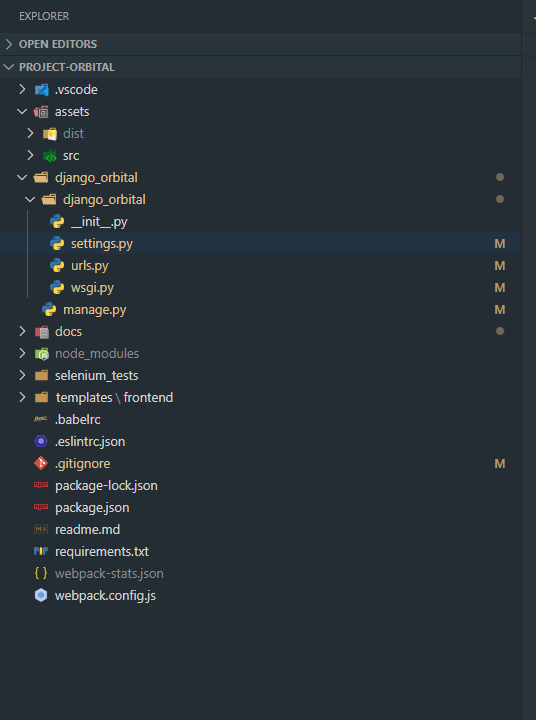 EXPLORER
OPEN EDITORS
PROJECT-ORBITAL
.vscode
assets
dist
src
django_orbital
django_orbital
__init__.py
settings.py M
urls.py M
wsgi.py M
manage.py M
docs
node_modules
selenium_tests
templates \ frontend
.babelrc
.eslintrc.json
.gitignore M
package-lock.json
package.json
readme.md
requirements.txt
webpack-stats.json
webpack.config.js